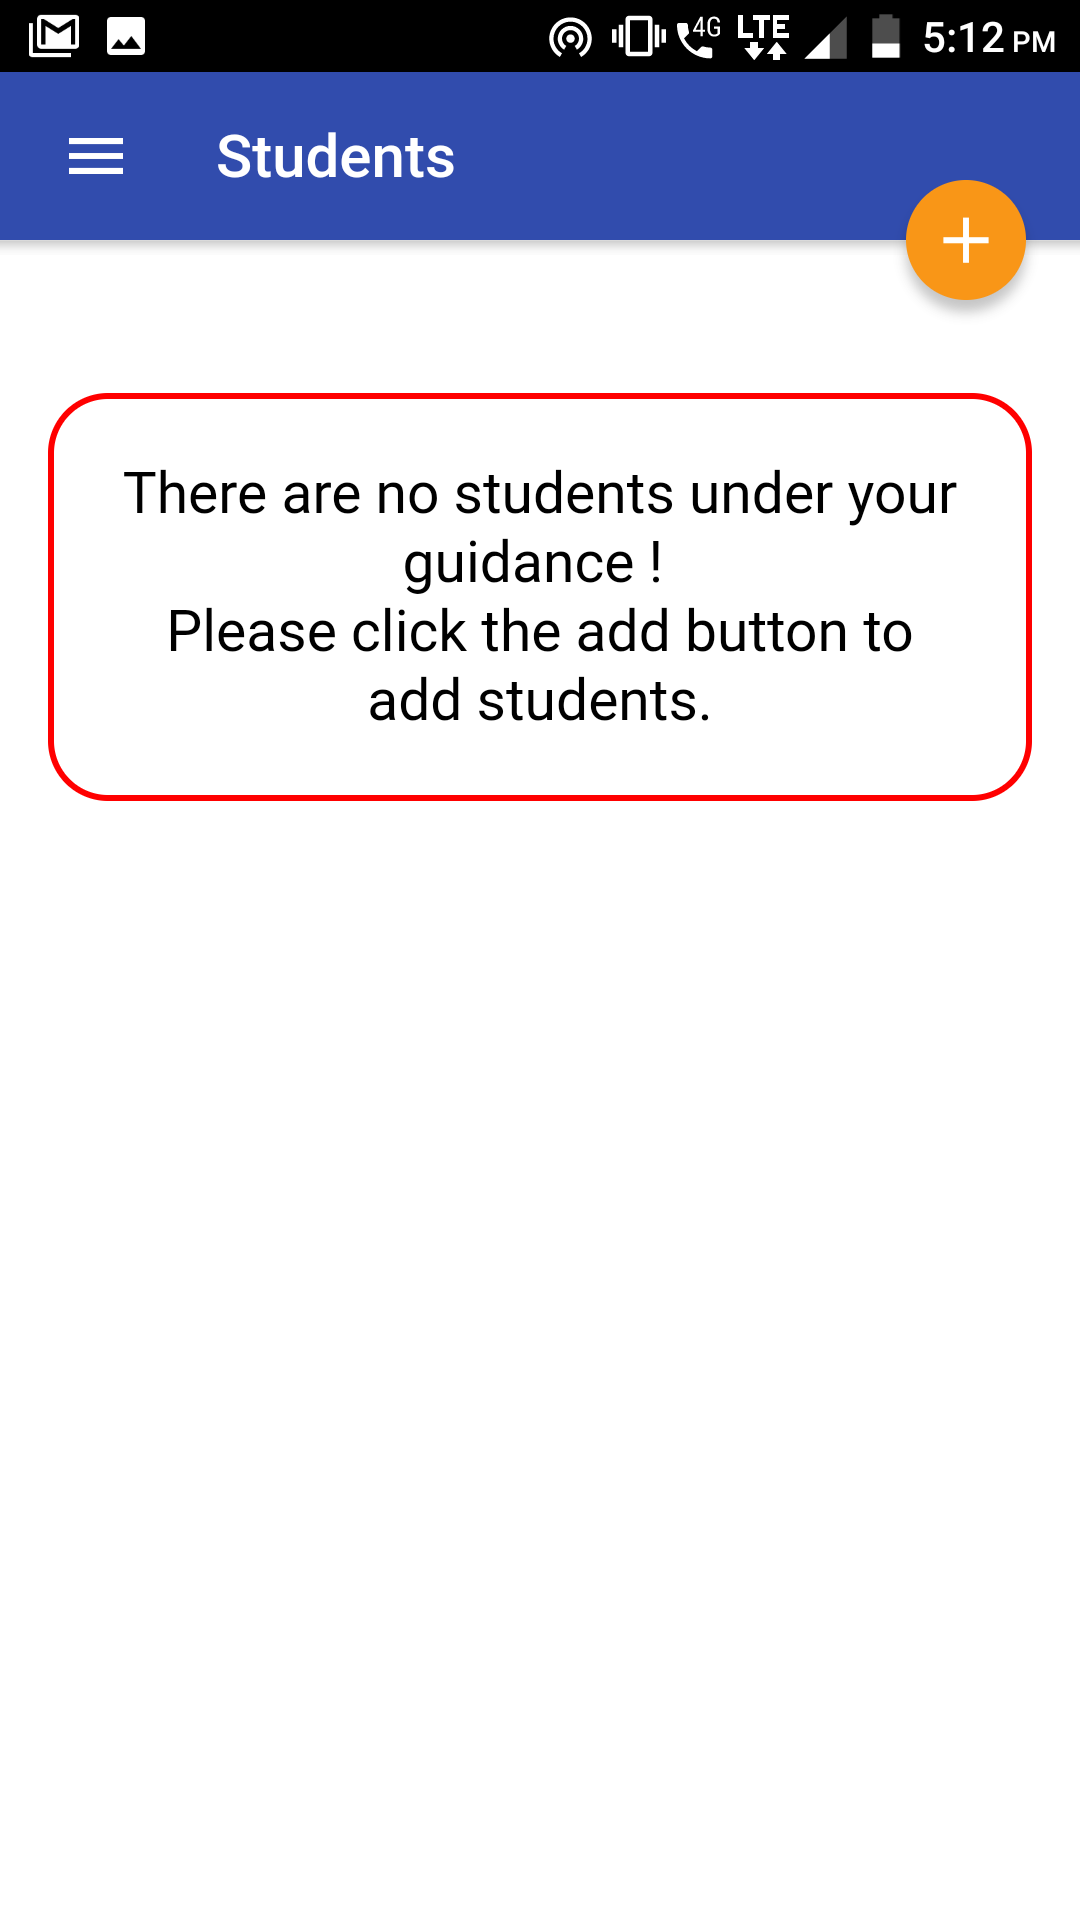 4G LTE 5:12 PM
Students
There are no students under your
guidance !
Please click the add button to
add students.